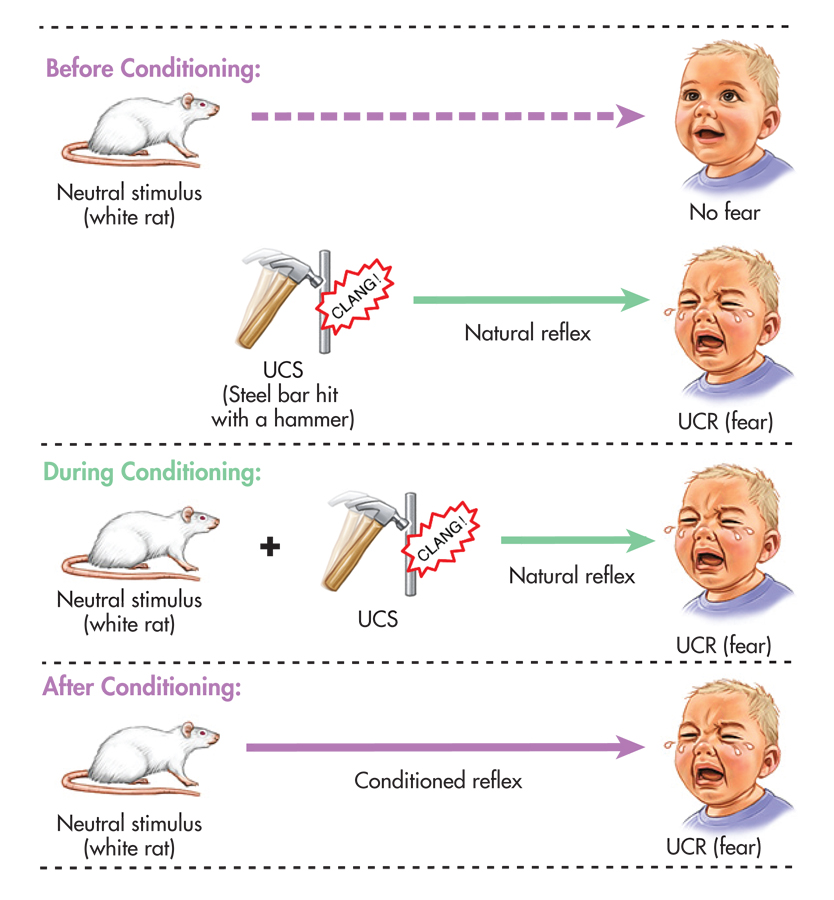 Before Conditioning:
Neutral stimulus
(white rat)
No fear
CLANG!
Natural reflex
UCS
(Steel bar hit
with a hammer)
UCR (fear)
During Conditioning:
Neutral stimulus
(white rat)
+
CLANG!
UCS
Natural reflex
UCR (fear)
After Conditioning:
Neutral stimulus
(white rat)
Conditioned reflex
UCR (fear)